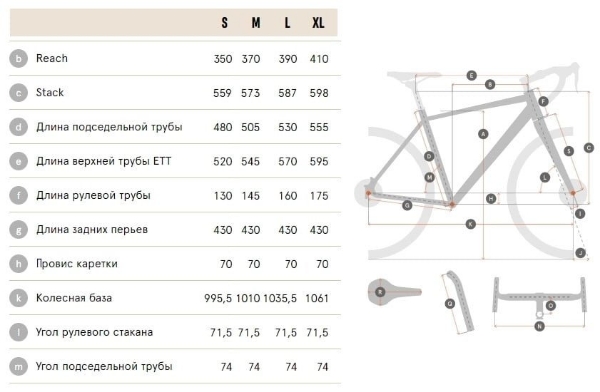 S M L XL
b Reach 350 370 390 410
c Stack 559 573 587 598
d Длина подседельной трубы 480 505 530 555
e Длина верхней трубы ETT 520 545 570 595
f Длина рулевой трубы 130 145 160 175
g Длина задних перьев 430 430 430 430
h Провис каретки 70 70 70 70
k Колесная база 995,5 1010 1035,5 1061
l Угол рулевого стакана 71,5 71,5 71,5 71,5
m Угол подседельной трубы 74 74 74 74
E
B
F
A
S
D
M
L
C
H
G
I
K
J
R
Q
O
N